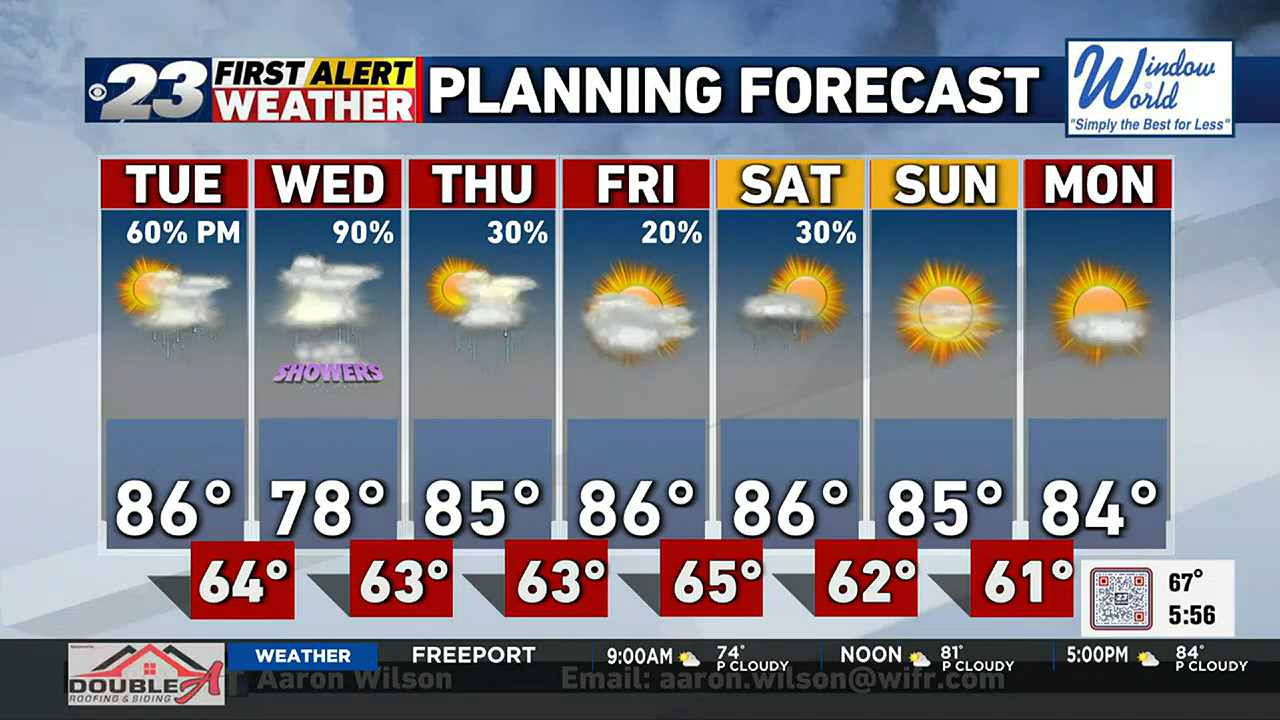 23 FIRST ALERT WEATHER
PLANNING FORECAST
Window World
"Simply the Best for Less"
TUE WED THU FRI SAT SUN MON
60% PM 90% 30% 20% 30%
SHOWERS
86° 78° 85° 86° 86° 85° 84°
64° 63° 63° 65° 62° 61°
23
67°
5:56
DOUBLE A
ROOFING & SIDING
WEATHER FREEPORT 9:00AM 74° P CLOUDY NOON 81° P CLOUDY 5:00PM 84° P CLOUDY
Aaron Wilson Email: aaron.wilson@wifr.com